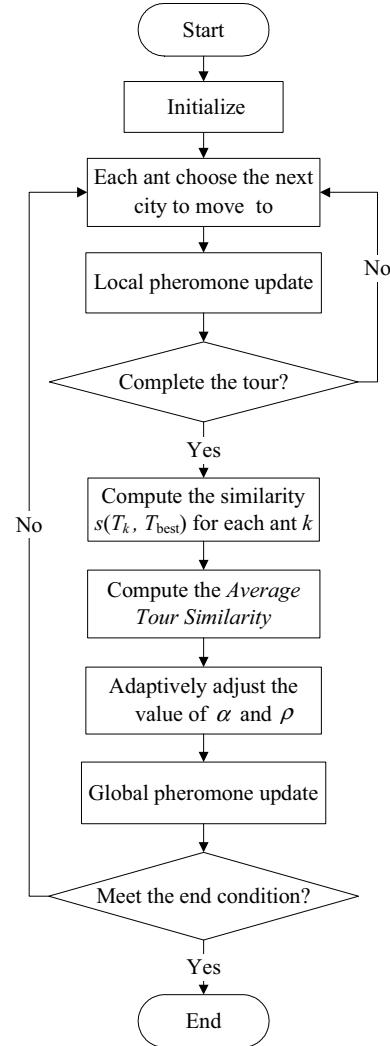 Start
Initialize
Each ant choose the next
city to move to
No
Local pheromone update
Complete the tour?
Yes
Compute the similarity
s(T_k, T_best) for each ant k
No
Compute the Average
Tour Similarity
Adaptively adjust the
value of α and ρ
Global pheromone update
Meet the end condition?
Yes
End